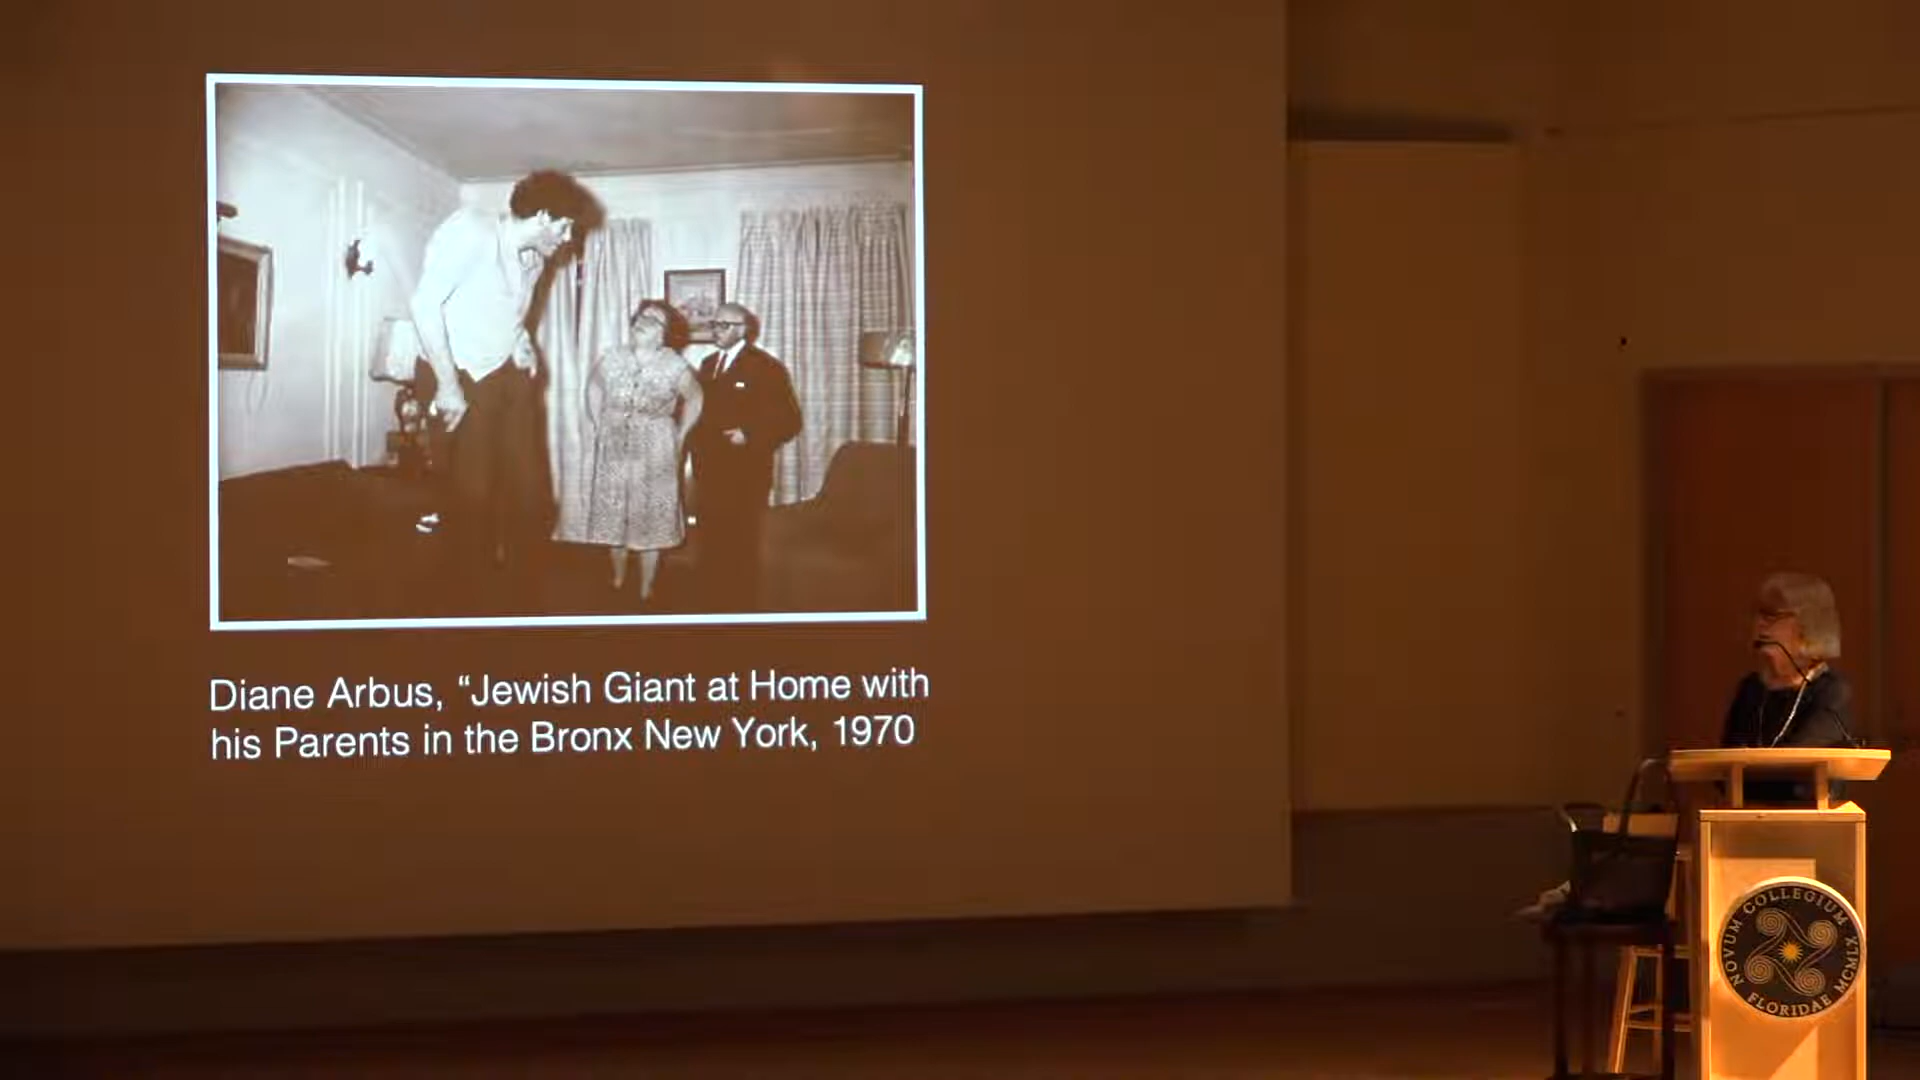 Diane Arbus, “Jewish Giant at Home with
his Parents in the Bronx New York, 1970
NOVUM COLLEGIUM FLORIDAE MCMLX